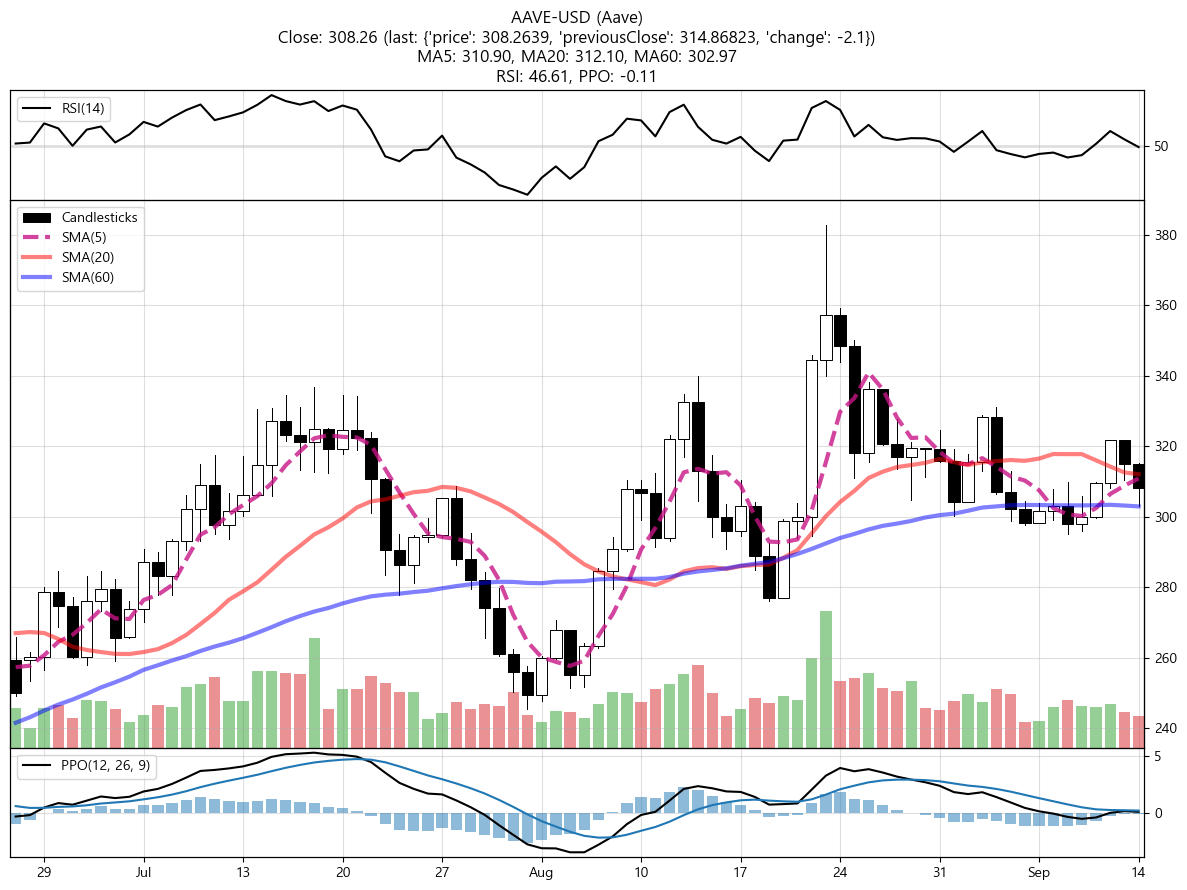 AAVE-USD (Aave)
Close: 308.26 (last: {'price': 308.2639, 'previousClose': 314.86823, 'change': -2.1})
MA5: 310.90, MA20: 312.10, MA60: 302.97
RSI: 46.61, PPO: -0.11
RSI(14)
50
Candlesticks
SMA(5)
SMA(20)
SMA(60)
380
360
340
320
300
280
260
240
PPO(12, 26, 9)
5
0
29 Jul 13 20 27 Aug 10 17 24 31 Sep 14